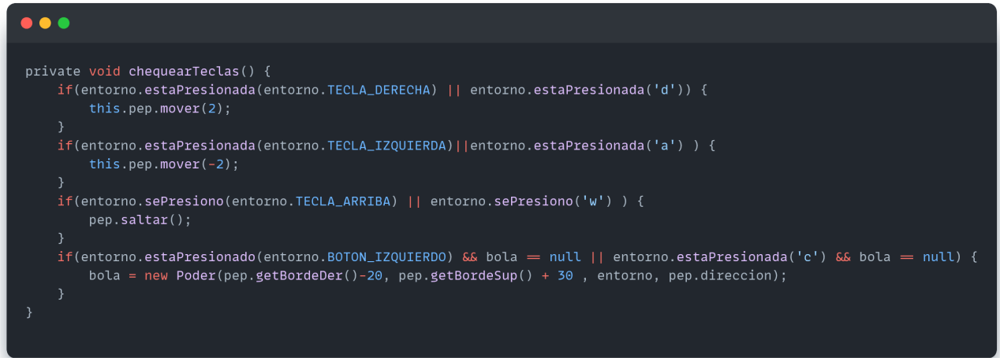 private void chequearTeclas() {
    if(entorno.estaPresionada(entorno.TECLA_DERECHA) || entorno.estaPresionada('d')) {
        this.pep.mover(2);
    }
    if(entorno.estaPresionada(entorno.TECLA_IZQUIERDA)||entorno.estaPresionada('a') ) {
        this.pep.mover(-2);
    }
    if(entorno.sePresiono(entorno.TECLA_ARRIBA) || entorno.sePresiono('w') ) {
        pep.saltar();
    }
    if(entorno.estaPresionado(entorno.BOTON_IZQUIERDO) && bola == null || entorno.estaPresionada('c') && bola == null) {
        bola = new Poder(pep.getBordeDer()-20, pep.getBordeSup() + 30 , entorno, pep.direccion);
    }
}